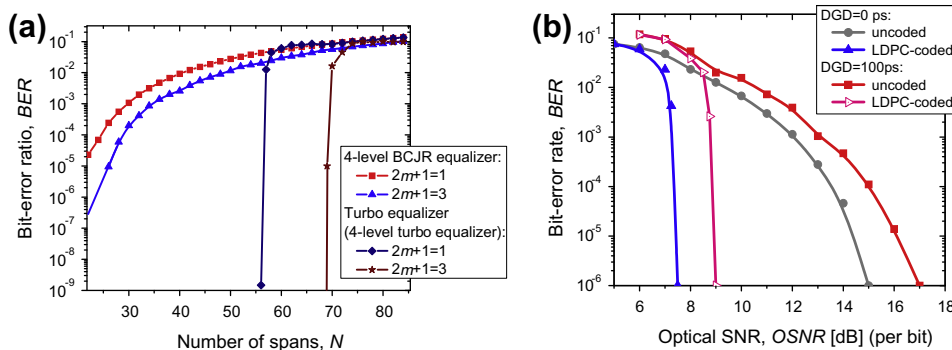 (a)
Bit-error ratio, BER
10⁻¹
10⁻²
10⁻³
10⁻⁴
10⁻⁵
10⁻⁶
10⁻⁷
10⁻⁸
10⁻⁹
30 40 50 60 70 80
Number of spans, N
4-level BCJR equalizer:
2m+1=1
2m+1=3
Turbo equalizer
(4-level turbo equalizer):
2m+1=1
2m+1=3
(b)
Bit-error rate, BER
10⁻¹
10⁻²
10⁻³
10⁻⁴
10⁻⁵
10⁻⁶
6 8 10 12 14 16 18
Optical SNR, OSNR [dB] (per bit)
DGD=0 ps:
uncoded
LDPC-coded
DGD=100ps:
uncoded
LDPC-coded